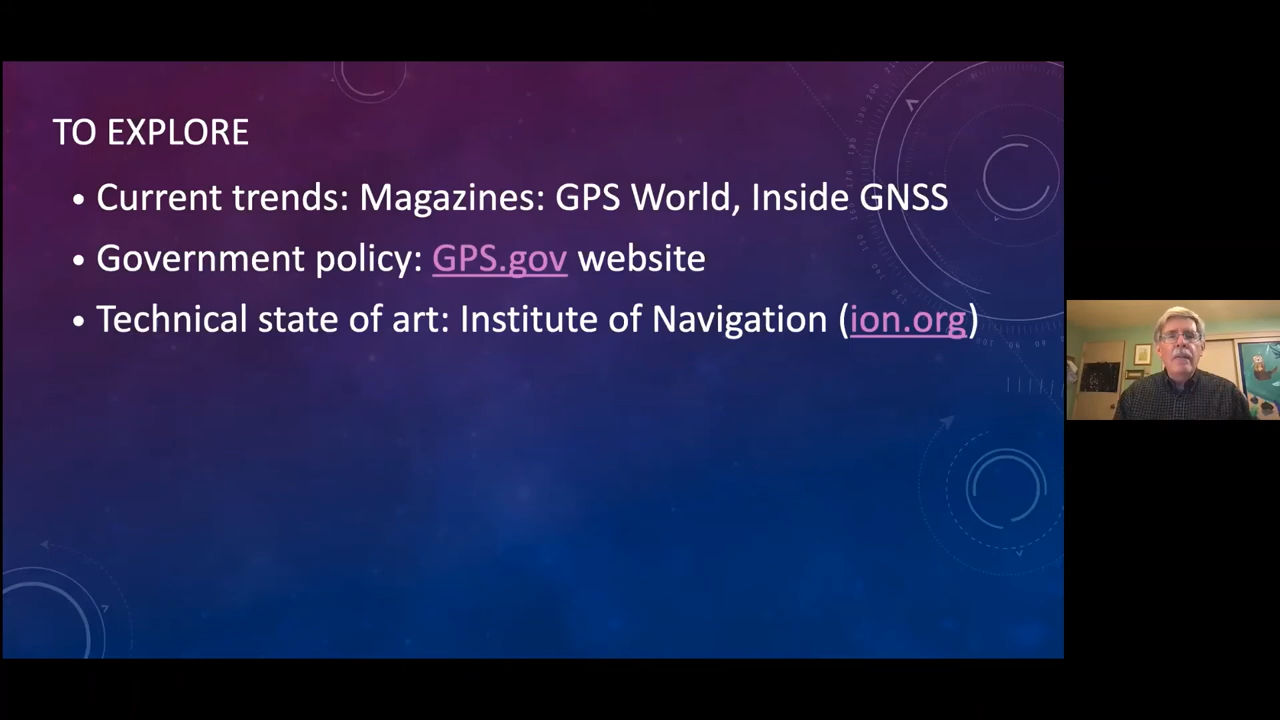 TO EXPLORE
• Current trends: Magazines: GPS World, Inside GNSS
• Government policy: GPS.gov website
• Technical state of art: Institute of Navigation (ion.org)